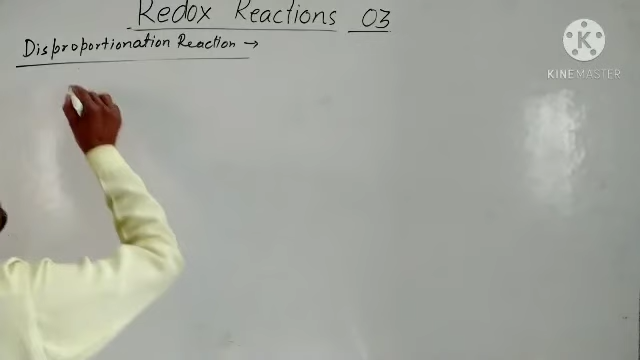 Redox Reactions 03
Disproportionation Reaction →
K
KINEMASTER